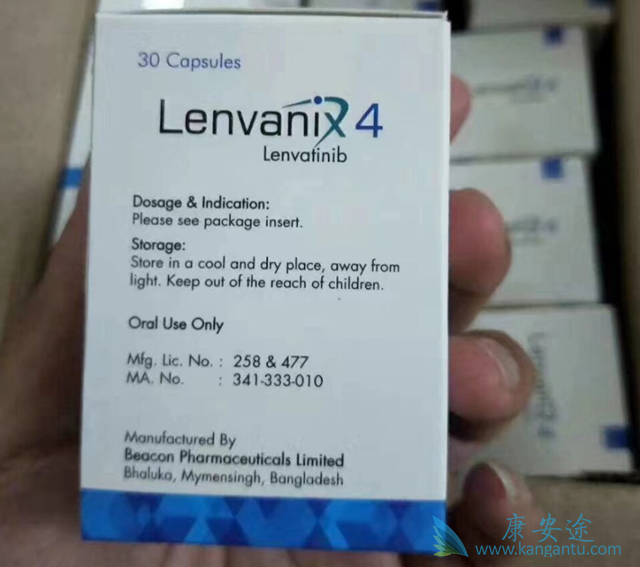 30 Capsules
Lenvanix 4
Lenvatinib
Dosage & Indication:
Please see package insert.
Storage:
Store in a cool and dry place, away from
light. Keep out of the reach of children.
Oral Use Only
Mfg. Lic. No. : 258 & 477
MA. No. : 341-333-010
Manufactured By
Beacon Pharmaceuticals Limited
Bhaluka, Mymensingh, Bangladesh
康安途
www.kangantu.com